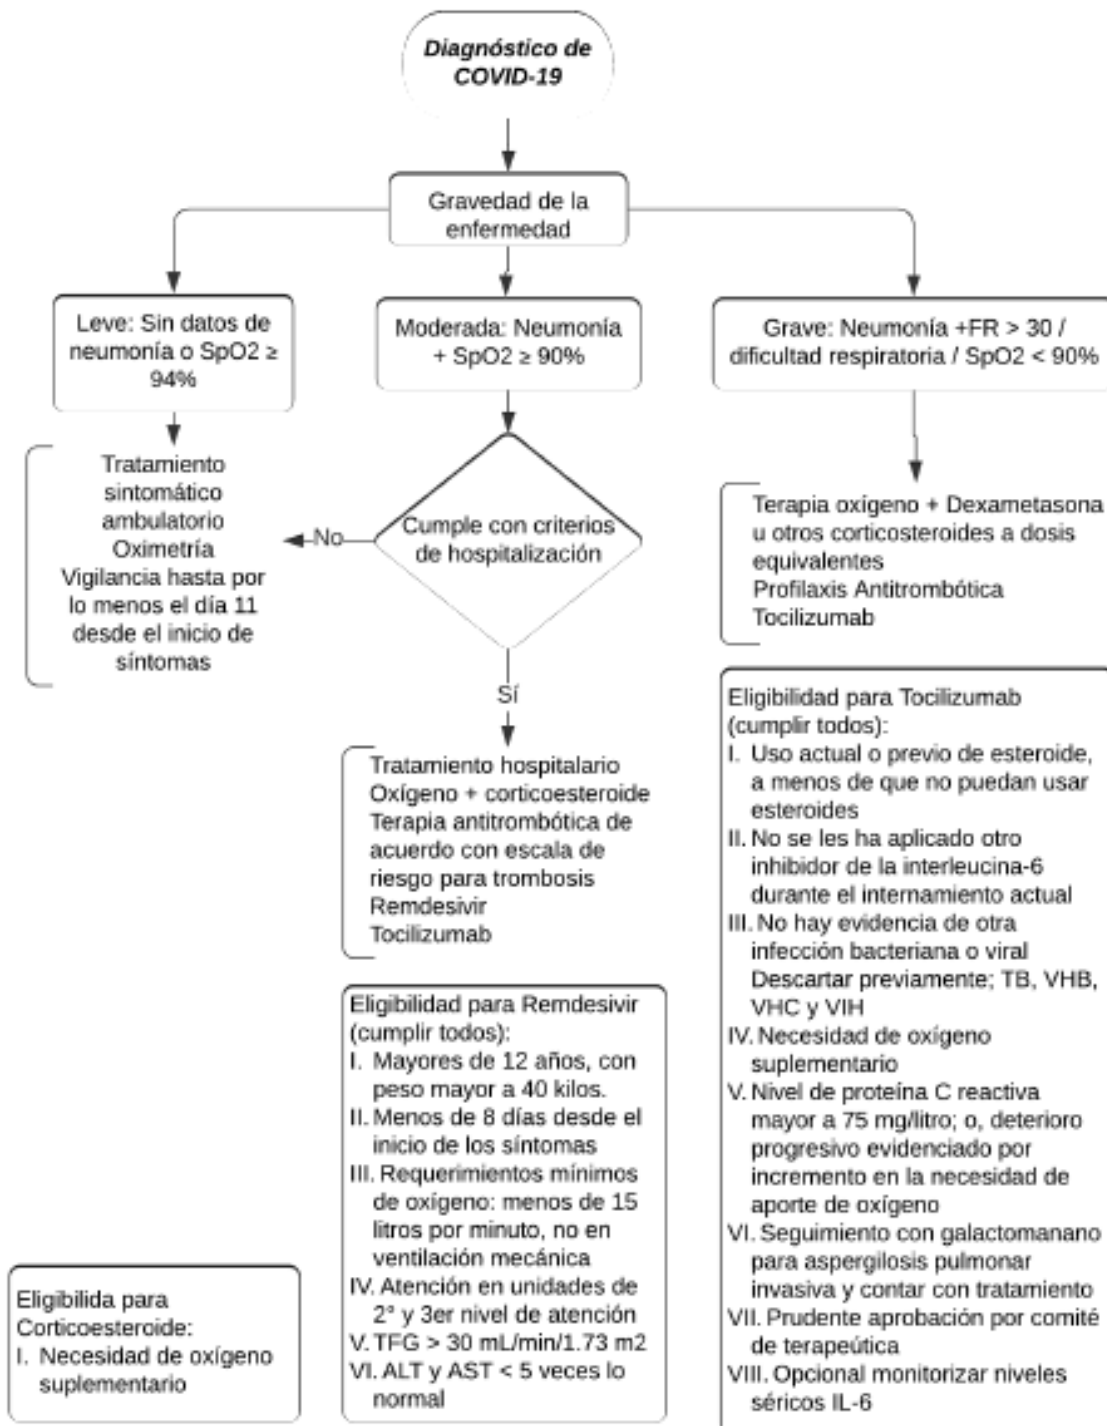 Diagnóstico de
COVID-19
Gravedad de la
enfermedad
Leve: Sin datos de
neumonía o SpO2 ≥
94%
Moderada: Neumonía
+ SpO2 ≥ 90%
Grave: Neumonía +FR > 30 /
dificultad respiratoria / SpO2 < 90%
Tratamiento
sintomático
ambulatorio
Oximetría
Vigilancia hasta por
lo menos el día 11
desde el inicio de
síntomas
No
Cumple con criterios
de hospitalización
Terapia oxígeno + Dexametasona
u otros corticosteroides a dosis
equivalentes
Profilaxis Antitrombótica
Tocilizumab
Sí
Tratamiento hospitalario
Oxígeno + corticoesteroide
Terapia antitrombótica de
acuerdo con escala de
riesgo para trombosis
Remdesivir
Tocilizumab
Eligibilidad para Tocilizumab
(cumplir todos):
I. Uso actual o previo de esteroide,
a menos de que no puedan usar
esteroides
II. No se les ha aplicado otro
inhibidor de la interleucina-6
durante el internamiento actual
III. No hay evidencia de otra
infección bacteriana o viral
Descartar previamente; TB, VHB,
VHC y VIH
IV. Necesidad de oxígeno
suplementario
V. Nivel de proteína C reactiva
mayor a 75 mg/litro; o, deterioro
progresivo evidenciado por
incremento en la necesidad de
aporte de oxígeno
VI. Seguimiento con galactomanano
para aspergilosis pulmonar
invasiva y contar con tratamiento
VII. Prudente aprobación por comité
de terapeútica
VIII. Opcional monitorizar niveles
séricos IL-6
Eligibilidad para Remdesivir
(cumplir todos):
I. Mayores de 12 años, con
peso mayor a 40 kilos.
II. Menos de 8 días desde el
inicio de los síntomas
III. Requerimientos mínimos
de oxígeno: menos de 15
litros por minuto, no en
ventilación mecánica
IV. Atención en unidades de
2° y 3er nivel de atención
V. TFG > 30 mL/min/1.73 m2
VI. ALT y AST < 5 veces lo
normal
Eligibilida para
Corticoesteroide:
I. Necesidad de oxígeno
suplementario